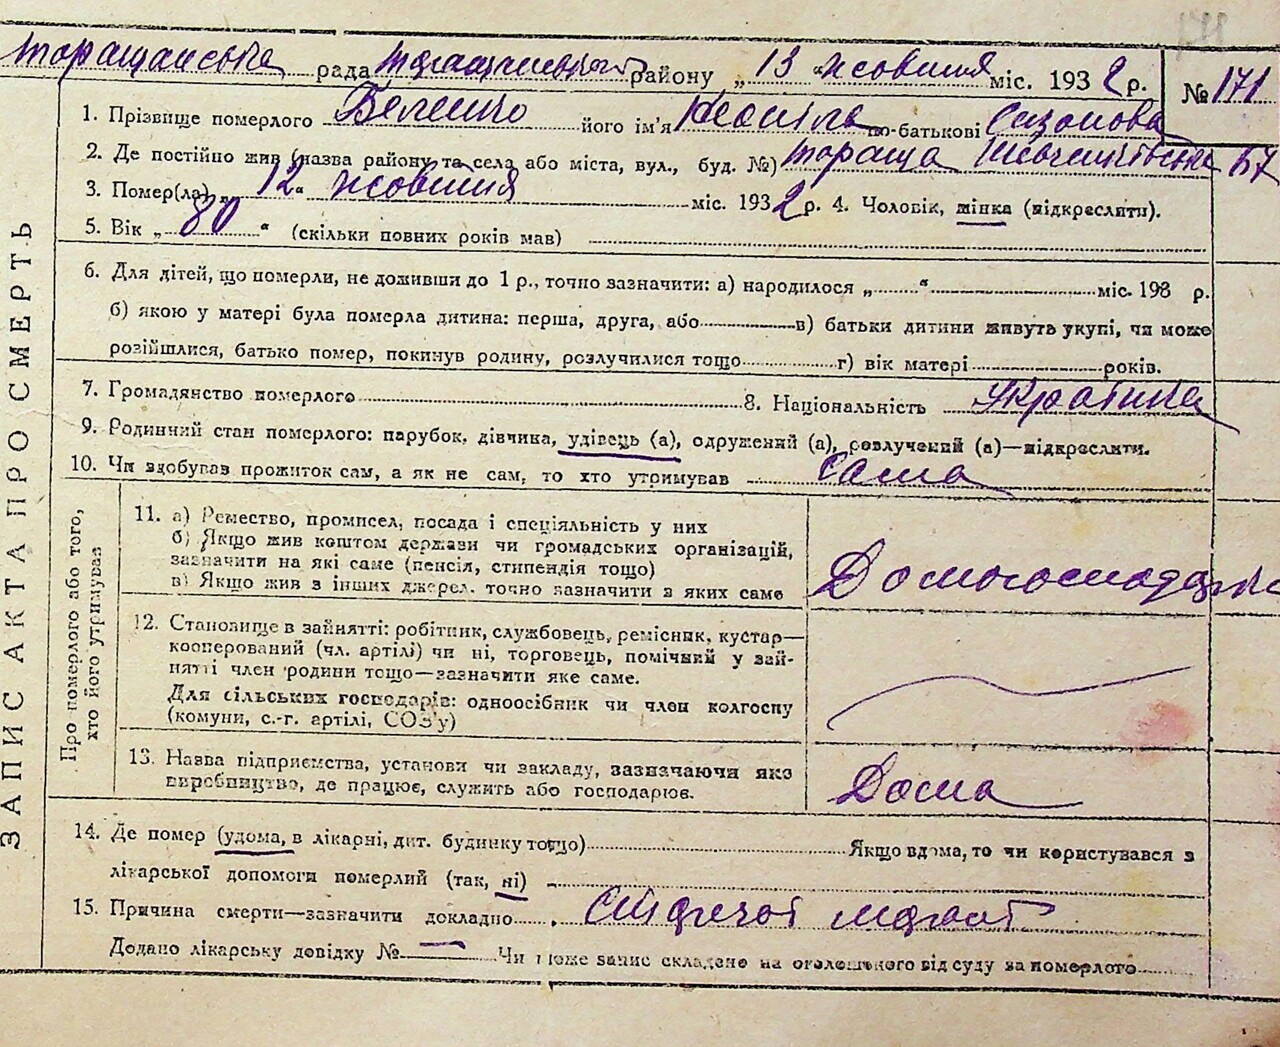 Таращанська рада Таращанського району „13" жовтня міс. 1932 р. № 171
1. Прізвище померлого його ім'я по-батькові Сазонова
2. Де постійно жив (назва району та села або міста, вул., буд. №) Тараща Шевченківська 57
3. Помер(ла) „12" жовтня міс. 1932 р. 4. Чоловік, жінка (підкреслити).
5. Вік „80" (скільки повних років мав)
6. Для дітей, що померли, не доживши до 1 р., точно зазначити: а) народилося „ " міс. 193 р.
б) якою у матері була померла дитина: перша, друга, або в) батьки дитини живуть укупі, чи може
розійшлися, батько помер, покинув родину, розлучилися тощо г) вік матері років.
7. Громадянство померлого 8. Національність Українка
9. Родинний стан померлого: парубок, дівчина, удівець (а), одружений (а), розлучений (а)—підкреслити.
10. Чи здобував прожиток сам, а як не сам, то хто утримував Сама
ЗАПИС АКТА ПРО СМЕРТЬ
Про померлого або того,
хто його утримував
11. а) Ремество, промисел, посада і спеціяльність у них
б) Якщо жив коштом держави чи громадських організацій,
зазначити на які саме (пенсія, стипендія тощо)
в) Якщо жив з інших джерел, точно зазначити з яких саме
Домогосподарка
12. Становище в зайнятті: робітник, службовець, ремісник, кустар—
кооперований (чл. артілі) чи ні, торговець, помічний у зай-
нятті член родини тощо—зазначити яке саме.
Для сільських господарів: одноосібник чи член колгоспу
(комуни, с.-г. артілі, СОЗ'у)
13. Назва підприємства, установи чи закладу, зазначаючи яке
виробництво, де працює, служить або господарює.
Дома
14. Де помер (удома, в лікарні, дит. будинку тощо) Якщо вдома, то чи користувався з
лікарської допомоги померлий (так, ні)
15. Причина смерти—зазначити докладно
Додано лікарську довідку № — Чи може запис складено на оголошеного від суду за померлого